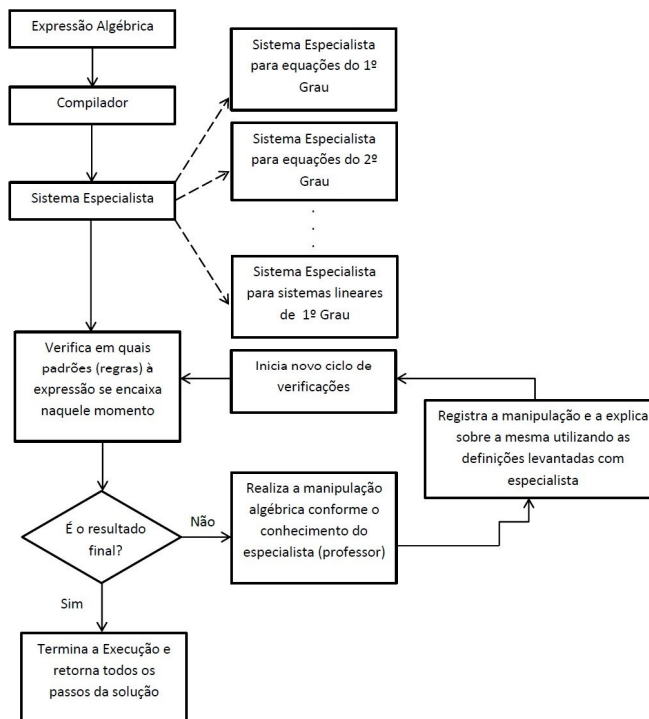 Expressão Algébrica
Compilador
Sistema Especialista
Sistema Especialista
para equações do 1º
Grau
Sistema Especialista
para equações do 2º
Grau
.
.
.
Sistema Especialista
para sistemas lineares
de 1º Grau
Verifica em quais
padrões (regras) à
expressão se encaixa
naquele momento
Inicia novo ciclo de
verificações
Registra a manipulação e a explica
sobre a mesma utilizando as
definições levantadas com
especialista
É o resultado
final?
Não
Realiza a manipulação
algébrica conforme o
conhecimento do
especialista (professor)
Sim
Termina a Execução e
retorna todos os
passos da solução